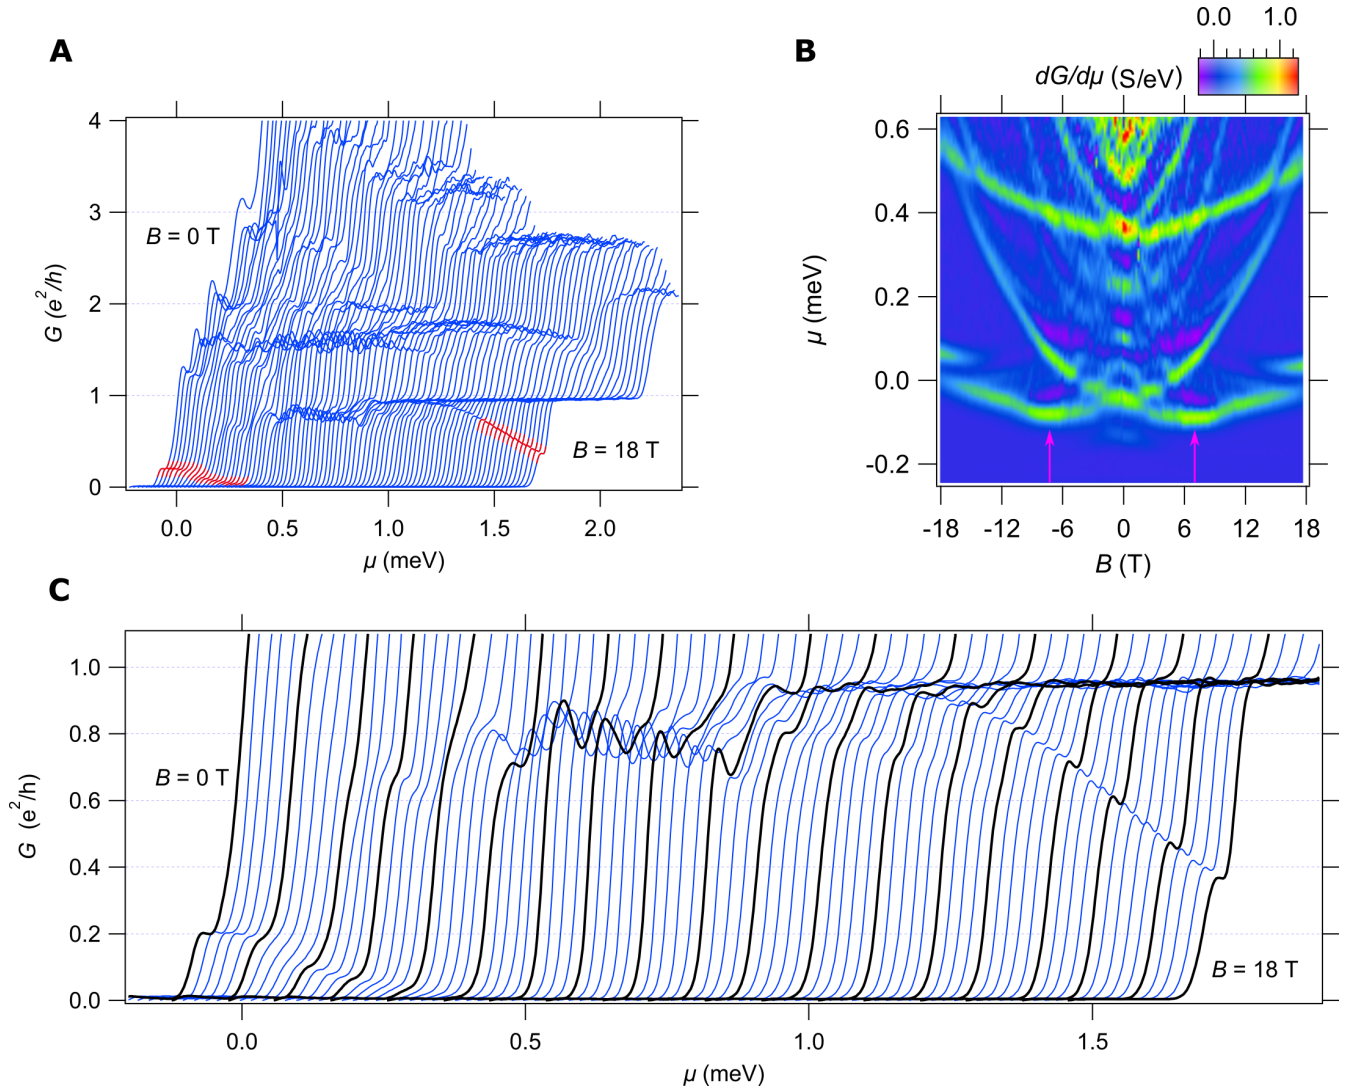 A
4
3
2
1
0
G (e²/h)
B = 0 T
B = 18 T
0.0 0.5 1.0 1.5 2.0
μ (meV)
B
0.0 1.0
dG/dμ (S/eV)
0.6
0.4
0.2
0.0
-0.2
μ (meV)
-18 -12 -6 0 6 12 18
B (T)
C
1.0
0.8
0.6
0.4
0.2
0.0
G (e²/h)
B = 0 T
B = 18 T
0.0 0.5 1.0 1.5
μ (meV)